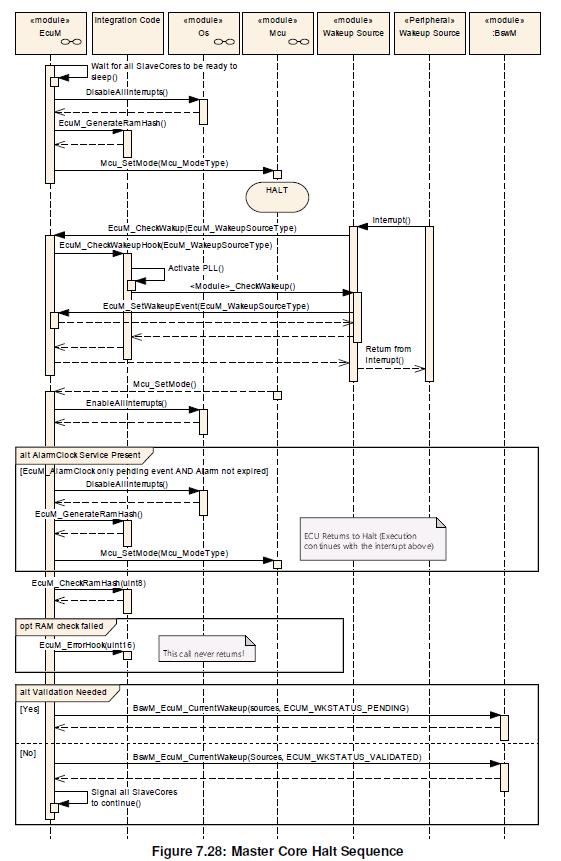 «module»
EcuM
Integration Code
«module»
Os
«module»
Mcu
«module»
Wakeup Source
«Peripheral»
Wakeup Source
«module»
:BswM
Wait for all SlaveCores to be ready to
sleep()
DisableAllInterrupts()
EcuM_GenerateRamHash()
Mcu_SetMode(Mcu_ModeType)
HALT
Interrupt()
EcuM_CheckWakup(EcuM_WakeupSourceType)
EcuM_CheckWakeupHook(EcuM_WakeupSourceType)
Activate PLL()
<Module>_CheckWakeup()
EcuM_SetWakeupEvent(EcuM_WakeupSourceType)
Return from
Interrupt()
Mcu_SetMode()
EnableAllInterrupts()
alt AlarmClock Service Present
[EcuM_AlarmClock only pending event AND Alarm not expired]
DisableAllInterrupts()
EcuM_GenerateRamHash()
ECU Returns to Halt (Execution
continues with the interrupt above)
Mcu_SetMode(Mcu_ModeType)
EcuM_CheckRamHash(uint8)
opt RAM check failed
EcuM_ErrorHook(uint16)
This call never returns!
alt Validation Needed
[Yes]
BswM_EcuM_CurrentWakeup(sources, ECUM_WKSTATUS_PENDING)
[No]
BswM_EcuM_CurrentWakeup(Sources, ECUM_WKSTATUS_VALIDATED)
Signal all SlaveCores
to continue()
Figure 7.28: Master Core Halt Sequence